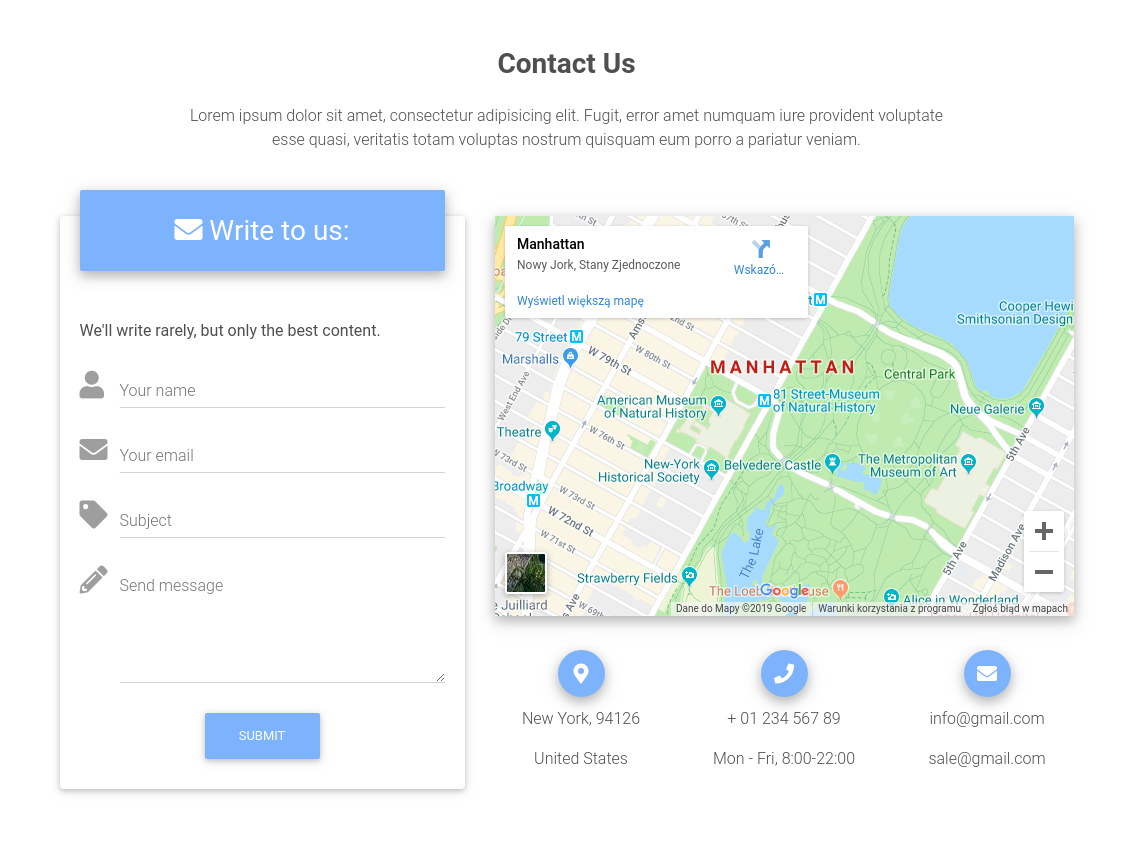 Contact Us
Lorem ipsum dolor sit amet, consectetur adipisicing elit. Fugit, error amet numquam iure provident voluptate
esse quasi, veritatis totam voluptas nostrum quisquam eum porro a pariatur veniam.
Write to us:
We'll write rarely, but only the best content.
Your name
Your email
Subject
Send message
SUBMIT
Manhattan
Nowy Jork, Stany Zjednoczone
Wskazó...
Wyświetl większą mapę
Cooper Hewi
Smithsonian Design
79 Street
Marshalls
W 79th St
W 80th St
MANHATTAN
Central Park
West End Ave
American Museum
of Natural History
81 Street-Museum
of Natural History
Neue Galerie
Theatre
W 76th St
5th Ave
New-York
Historical Society
Belvedere Castle
The Metropolitan
Museum of Art
73rd St
Broadway
W 73rd St
W 72nd St
W 71st St
The Lake
5th Ave
Madison Ave
Strawberry Fields
The Loeb
use
Google
Alice in Wonderland
Juilliard
s Ave
W 69
Dane do Mapy ©2019 Google
Warunki korzystania z programu
Zgłoś błąd w mapach
New York, 94126
United States
+ 01 234 567 89
Mon - Fri, 8:00-22:00
info@gmail.com
sale@gmail.com